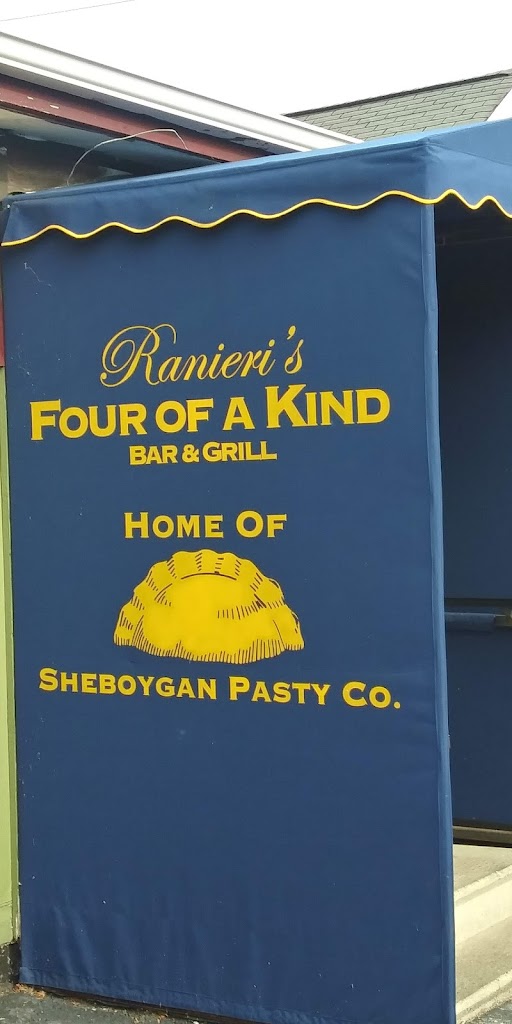 Ranieri's
FOUR OF A KIND
BAR & GRILL
HOME OF
SHEBOYGAN PASTY CO.